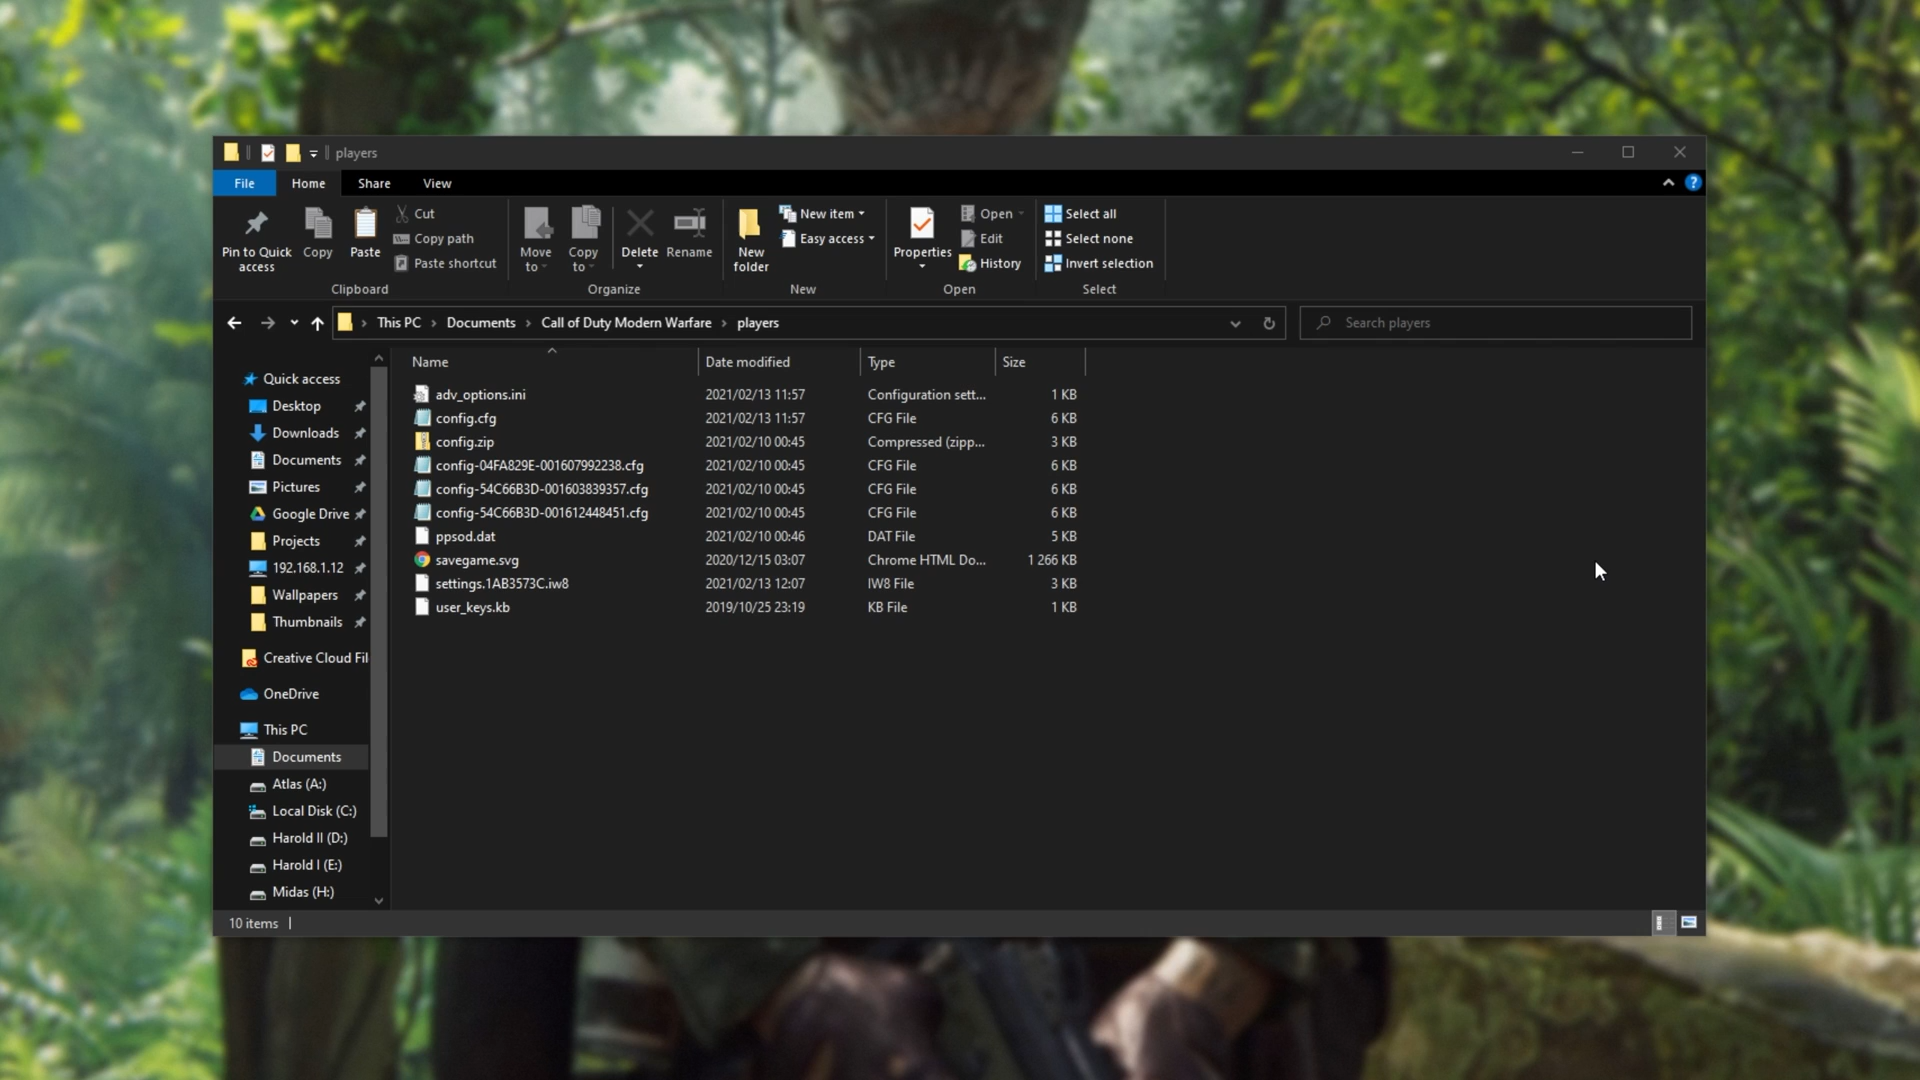 players
File Home Share View
Pin to Quick access
Copy
Paste
Cut
Copy path
Paste shortcut
Clipboard
Move to
Copy to
Delete
Rename
Organize
New folder
New item
Easy access
New
Properties
Open
Edit
History
Open
Select all
Select none
Invert selection
Select
This PC > Documents > Call of Duty Modern Warfare > players
Search players
Quick access
Desktop
Downloads
Documents
Pictures
Google Drive
Projects
192.168.1.12
Wallpapers
Thumbnails
Creative Cloud Fil
OneDrive
This PC
Documents
Atlas (A:)
Local Disk (C:)
Harold II (D:)
Harold I (E:)
Midas (H:)
Name Date modified Type Size
adv_options.ini 2021/02/13 11:57 Configuration sett... 1 KB
config.cfg 2021/02/13 11:57 CFG File 6 KB
config.zip 2021/02/10 00:45 Compressed (zipp... 3 KB
config-04FA829E-001607992238.cfg 2021/02/10 00:45 CFG File 6 KB
config-54C66B3D-001603839357.cfg 2021/02/10 00:45 CFG File 6 KB
config-54C66B3D-001612448451.cfg 2021/02/10 00:45 CFG File 6 KB
ppsod.dat 2021/02/10 00:46 DAT File 5 KB
savegame.svg 2020/12/15 03:07 Chrome HTML Do... 1 266 KB
settings.1AB3573C.iw8 2021/02/13 12:07 IW8 File 3 KB
user_keys.kb 2019/10/25 23:19 KB File 1 KB
10 items